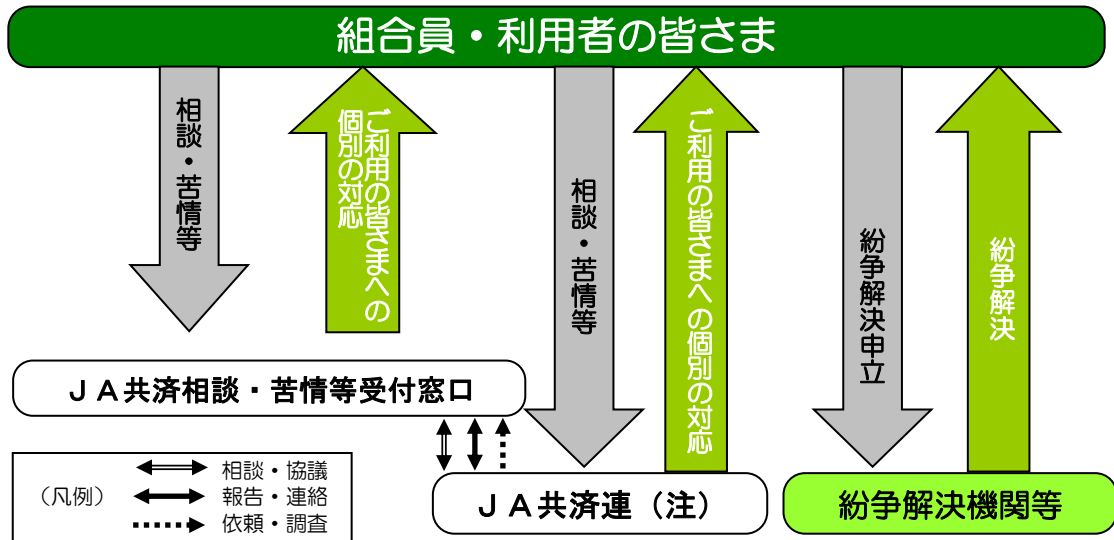 組合員・利用者の皆さま
相談・苦情等
ご利用の皆さまへの
個別の対応
相談・苦情等
ご利用の皆さまへの個別の対応
紛争解決申立
紛争解決
ＪＡ共済相談・苦情等受付窓口
（凡例）
相談・協議
報告・連絡
依頼・調査
ＪＡ共済連（注）
紛争解決機関等